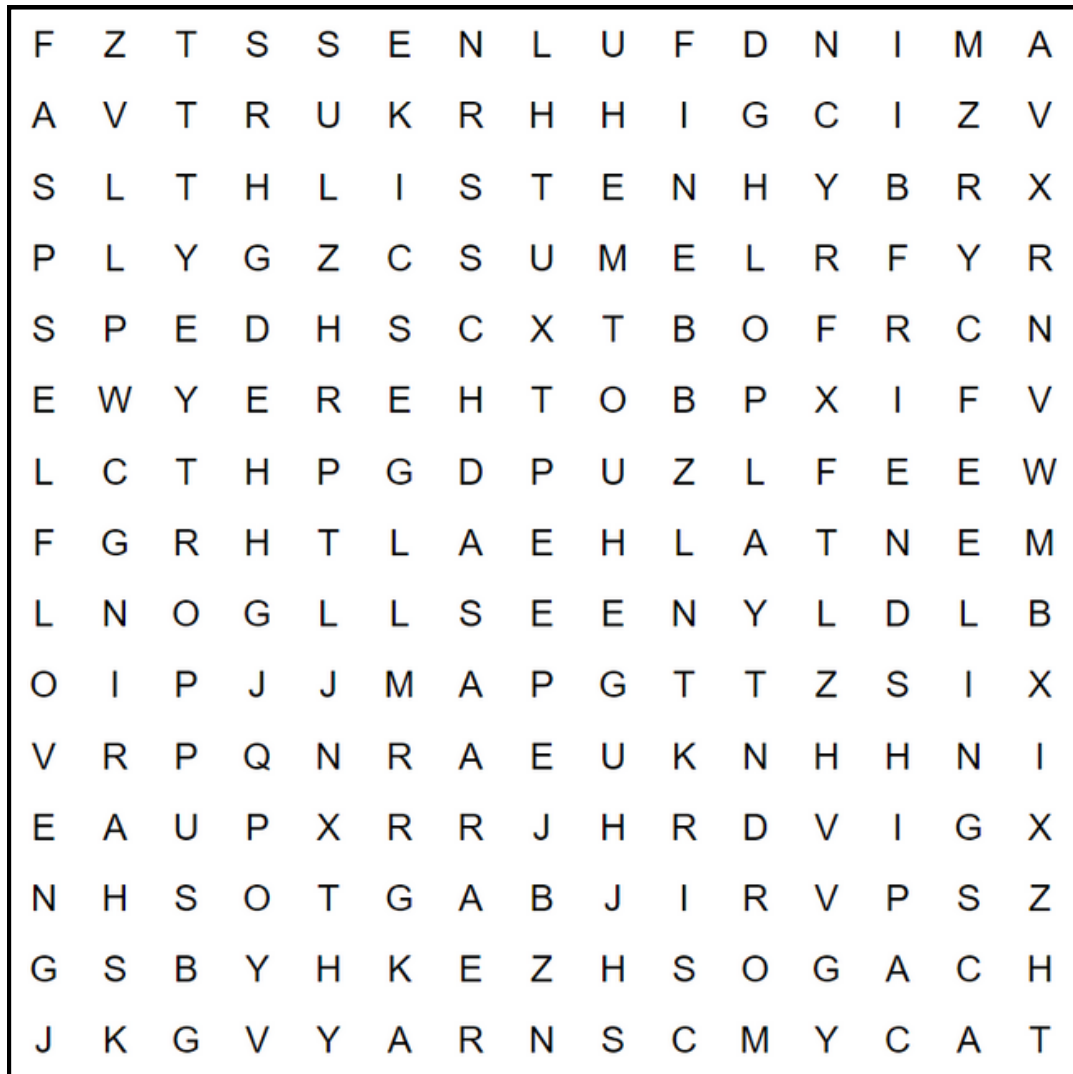 F Z T S S E N L U F D N I M A
A V T R U K R H H I G C I Z V
S L T H L I S T E N H Y B R X
P L Y G Z C S U M E L R F Y R
S P E D H S C X T B O F R C N
E W Y E R E H T O B P X I F V
L C T H P G D P U Z L F E E W
F G R H T L A E H L A T N E M
L N O G L L S E E N Y L D L B
O I P J J M A P G T T Z S I X
V R P Q N R A E U K N H H N I
E A U P X R R J H R D V I G X
N H S O T G A B J I R V P S Z
G S B Y H K E Z H S O G A C H
J K G V Y A R N S C M Y C A T